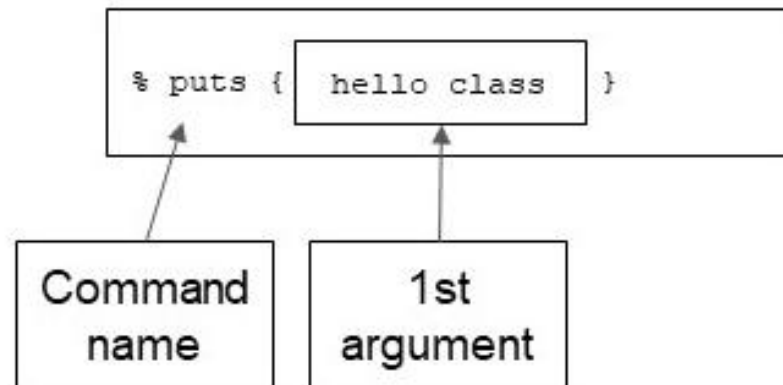 % puts { hello class }
Command
name
1st
argument